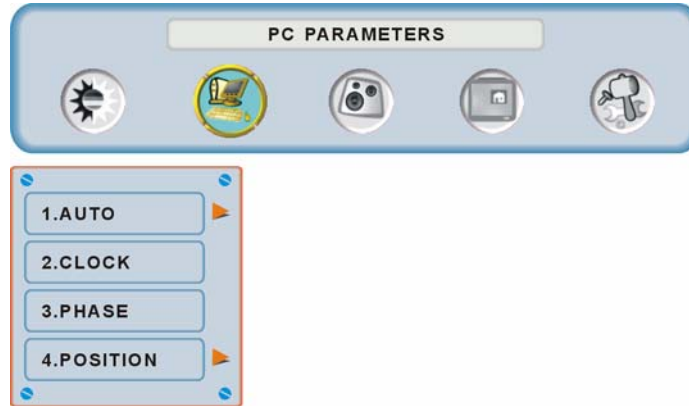 PC PARAMETERS
1.AUTO
2.CLOCK
3.PHASE
4.POSITION